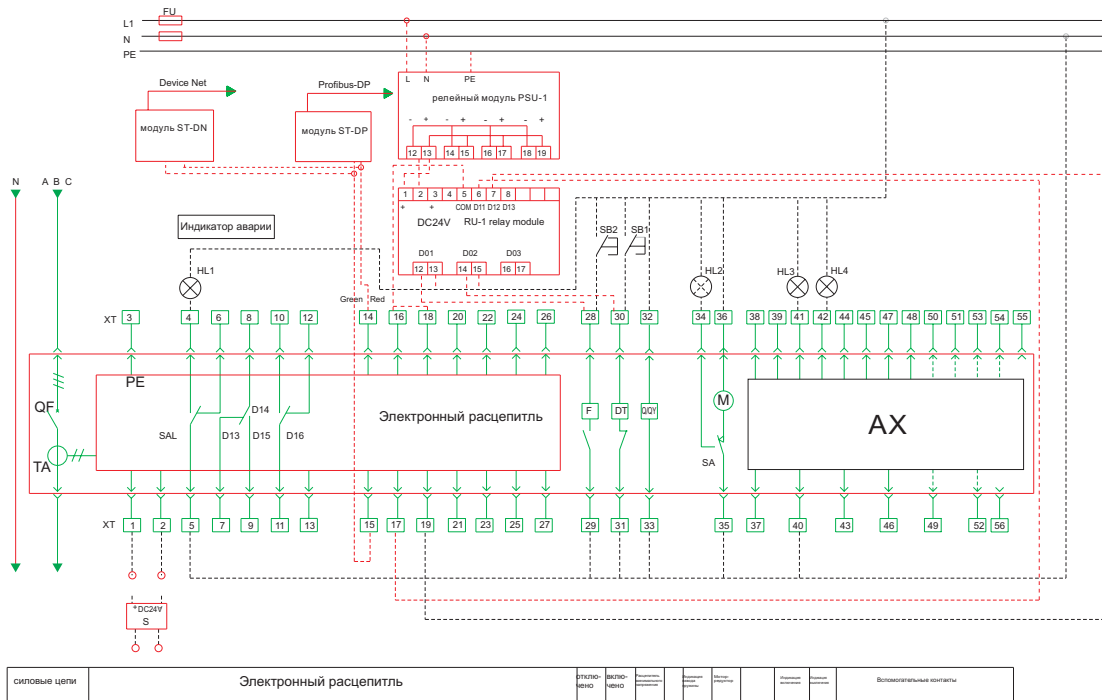 FU
L1
N
PE
Device Net
Profibus-DP
L N PE
релейный модуль PSU-1
- + - + - + - +
12 13 14 15 16 17 18 19
модуль ST-DN
модуль ST-DP
N A B C
1 2 3 4 5 6 7 8
+ + COM D11 D12 D13
DC24V RU-1 relay module
D01 D02 D03
12 13 14 15 16 17
Индикатор аварии
SB2 SB1
HL1 HL2 HL3 HL4
Green Red
XT 3 4 6 8 10 12 14 16 18 20 22 24 26 28 30 32 34 36 38 39 41 42 44 45 47 48 50 51 53 54 55
PE
QF
TA
SAL D13 D14 D15 D16
Электронный расцепитль
F DT Q/QY
M
SA
AX
XT 1 2 5 7 9 11 13 15 17 19 21 23 25 27 29 31 33 35 37 40 43 46 49 52 56
+ DC24V
S
силовые цепи
Электронный расцепитль
отклю-
чено
вклю-
чено
Вспомогательные контакты